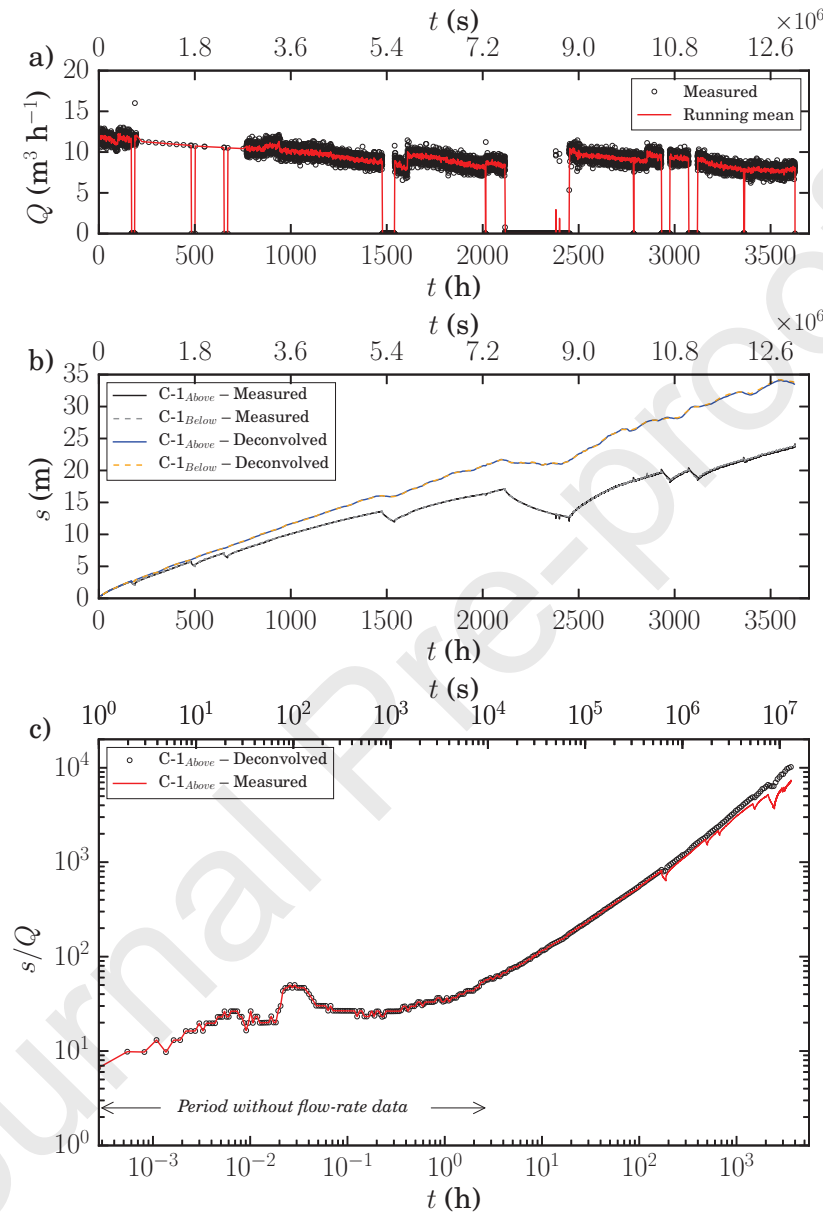 t (s)
×10⁶
0 1.8 3.6 5.4 7.2 9.0 10.8 12.6
a)
20
15
10
5
0
Q (m³ h⁻¹)
Measured
Running mean
0 500 1000 1500 2000 2500 3000 3500
t (h)
t (s)
×10⁶
0 1.8 3.6 5.4 7.2 9.0 10.8 12.6
b)
35
30
25
20
15
10
5
0
s (m)
C-1Above – Measured
C-1Below – Measured
C-1Above – Deconvolved
C-1Below – Deconvolved
0 500 1000 1500 2000 2500 3000 3500
t (h)
t (s)
10⁰ 10¹ 10² 10³ 10⁴ 10⁵ 10⁶ 10⁷
c)
10⁴
10³
10²
10¹
10⁰
s/Q
C-1Above – Deconvolved
C-1Above – Measured
Period without flow-rate data
10⁻³ 10⁻² 10⁻¹ 10⁰ 10¹ 10² 10³
t (h)
Journal Pre-proof